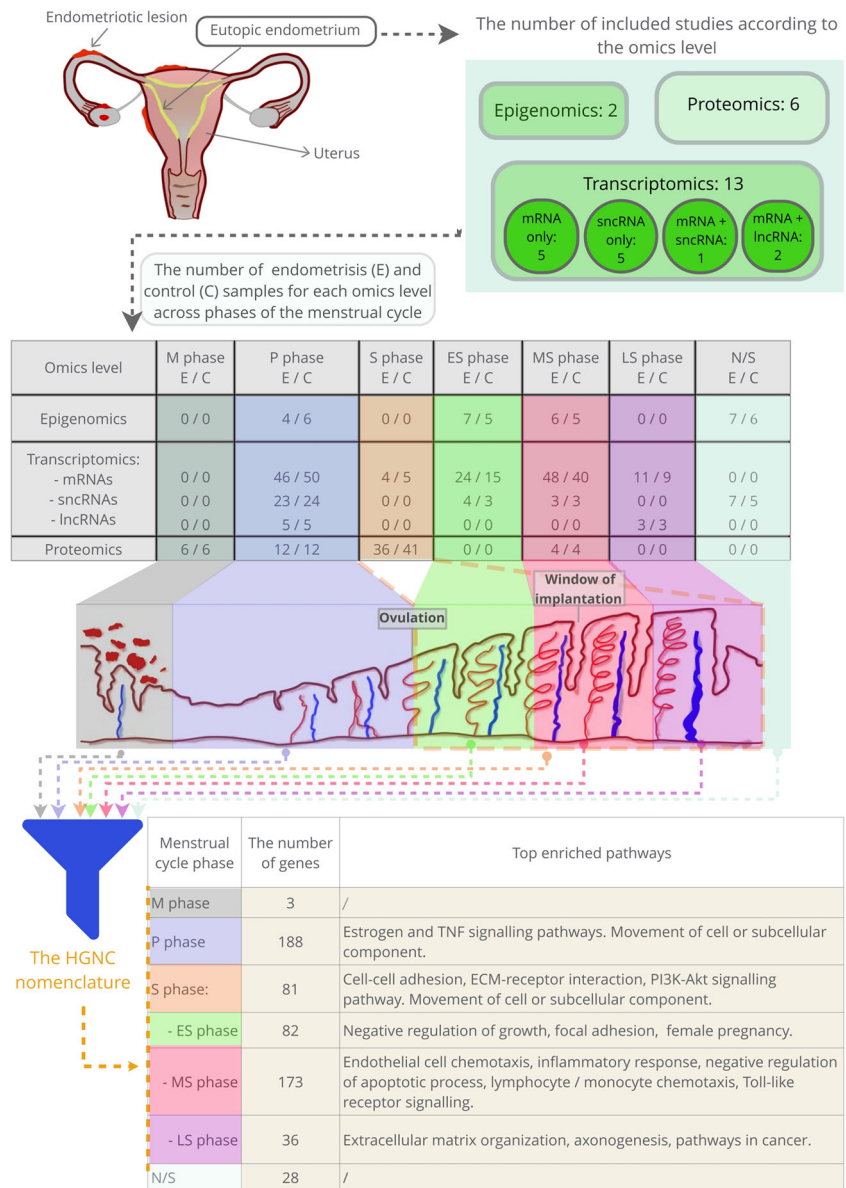 Endometriotic lesion
Eutopic endometrium
Uterus
The number of included studies according to
the omics level
Epigenomics: 2
Proteomics: 6
Transcriptomics: 13
mRNA
only:
5
sncRNA
only:
5
mRNA +
sncRNA:
1
mRNA +
lncRNA:
2
The number of endometrisis (E) and
control (C) samples for each omics level
across phases of the menstrual cycle
Omics level
M phase
E / C
P phase
E / C
S phase
E / C
ES phase
E / C
MS phase
E / C
LS phase
E / C
N/S
E / C
Epigenomics 0 / 0 4 / 6 0 / 0 7 / 5 6 / 5 0 / 0 7 / 6
Transcriptomics:
- mRNAs 0 / 0 46 / 50 4 / 5 24 / 15 48 / 40 11 / 9 0 / 0
- sncRNAs 0 / 0 23 / 24 0 / 0 4 / 3 3 / 3 0 / 0 7 / 5
- lncRNAs 0 / 0 5 / 5 0 / 0 0 / 0 0 / 0 3 / 3 0 / 0
Proteomics 6 / 6 12 / 12 36 / 41 0 / 0 4 / 4 0 / 0 0 / 0
Window of
implantation
Ovulation
The HGNC
nomenclature
Menstrual
cycle phase
The number
of genes
Top enriched pathways
M phase 3 /
P phase 188 Estrogen and TNF signalling pathways. Movement of cell or subcellular
component.
S phase: 81 Cell-cell adhesion, ECM-receptor interaction, PI3K-Akt signalling
pathway. Movement of cell or subcellular component.
- ES phase 82 Negative regulation of growth, focal adhesion, female pregnancy.
- MS phase 173 Endothelial cell chemotaxis, inflammatory response, negative regulation
of apoptotic process, lymphocyte / monocyte chemotaxis, Toll-like
receptor signalling.
- LS phase 36 Extracellular matrix organization, axonogenesis, pathways in cancer.
N/S 28 /